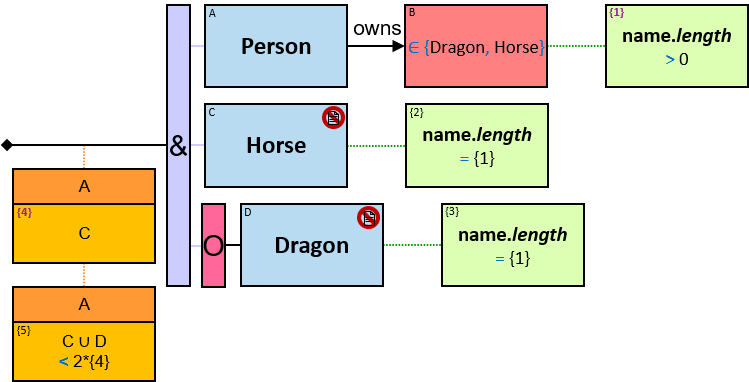 A
Person
owns
B
∈ {Dragon, Horse}
{1}
name.length
> 0
&
C
Horse
{2}
name.length
= {1}
A
{4}
C
O
D
Dragon
{3}
name.length
= {1}
A
{5}
C ∪ D
< 2*{4}